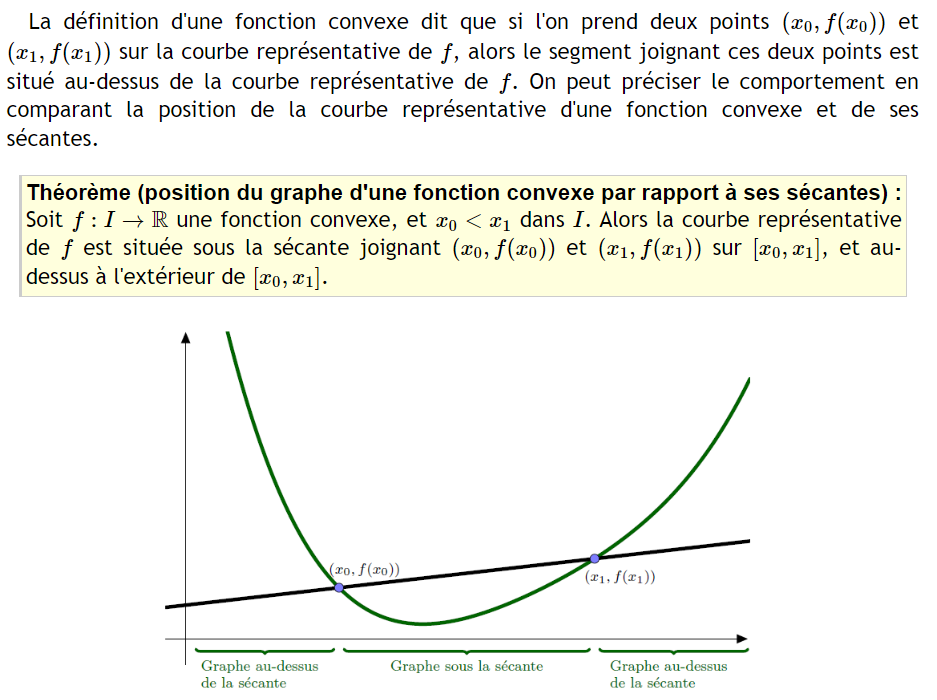 La définition d'une fonction convexe dit que si l'on prend deux points (x₀, f(x₀)) et
(x₁, f(x₁)) sur la courbe représentative de f, alors le segment joignant ces deux points est
situé au-dessus de la courbe représentative de f. On peut préciser le comportement en
comparant la position de la courbe représentative d'une fonction convexe et de ses
sécantes.
Théorème (position du graphe d'une fonction convexe par rapport à ses sécantes) :
Soit f : I → ℝ une fonction convexe, et x₀ < x₁ dans I. Alors la courbe représentative
de f est située sous la sécante joignant (x₀, f(x₀)) et (x₁, f(x₁)) sur [x₀, x₁], et au-
dessus à l'extérieur de [x₀, x₁].
(x₀, f(x₀))
(x₁, f(x₁))
Graphe au-dessus
de la sécante
Graphe sous la sécante
Graphe au-dessus
de la sécante